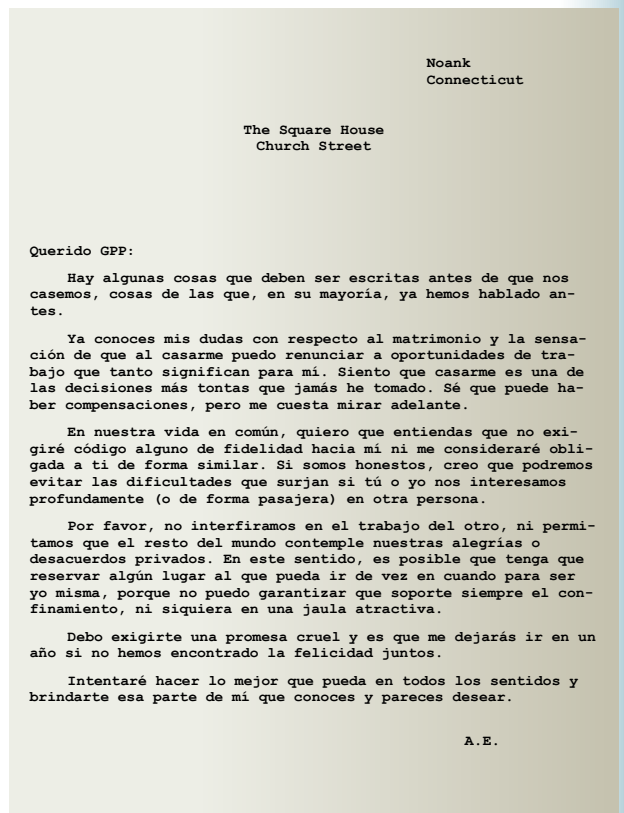 Noank
Connecticut
The Square House
Church Street
Querido GPP:
Hay algunas cosas que deben ser escritas antes de que nos
casemos, cosas de las que, en su mayoría, ya hemos hablado an-
tes.
Ya conoces mis dudas con respecto al matrimonio y la sensa-
ción de que al casarme puedo renunciar a oportunidades de tra-
bajo que tanto significan para mí. Siento que casarme es una de
las decisiones más tontas que jamás he tomado. Sé que puede ha-
ber compensaciones, pero me cuesta mirar adelante.
En nuestra vida en común, quiero que entiendas que no exi-
giré código alguno de fidelidad hacia mí ni me consideraré obli-
gada a ti de forma similar. Si somos honestos, creo que podremos
evitar las dificultades que surjan si tú o yo nos interesamos
profundamente (o de forma pasajera) en otra persona.
Por favor, no interfiramos en el trabajo del otro, ni permi-
tamos que el resto del mundo contemple nuestras alegrías o
desacuerdos privados. En este sentido, es posible que tenga que
reservar algún lugar al que pueda ir de vez en cuando para ser
yo misma, porque no puedo garantizar que soporte siempre el con-
finamiento, ni siquiera en una jaula atractiva.
Debo exigirte una promesa cruel y es que me dejarás ir en un
año si no hemos encontrado la felicidad juntos.
Intentaré hacer lo mejor que pueda en todos los sentidos y
brindarte esa parte de mí que conoces y pareces desear.
A.E.